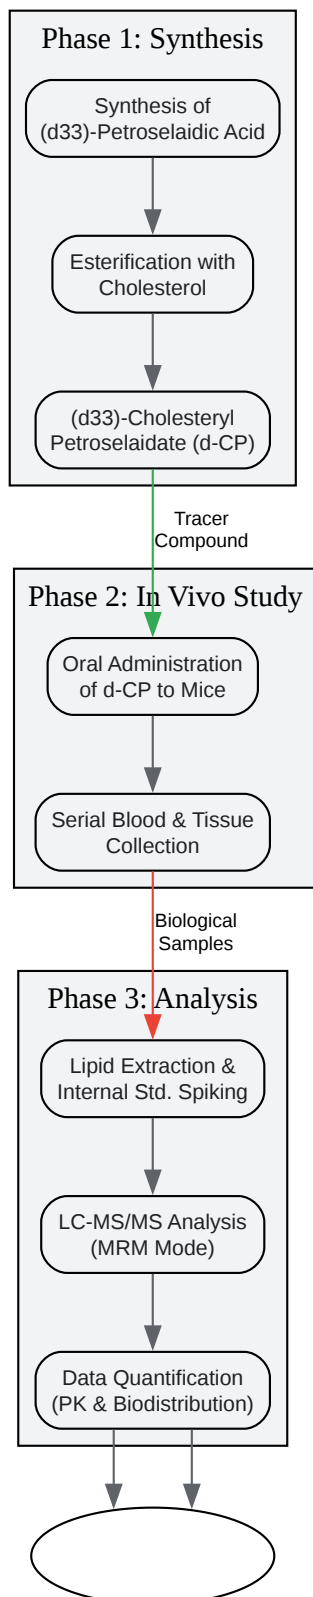 Phase 1: Synthesis
Synthesis of
(d33)-Petroselaidic Acid
Esterification with
Cholesterol
(d33)-Cholesteryl
Petroselaidate (d-CP)
Tracer
Compound
Phase 2: In Vivo Study
Oral Administration
of d-CP to Mice
Serial Blood & Tissue
Collection
Biological
Samples
Phase 3: Analysis
Lipid Extraction &
Internal Std. Spiking
LC-MS/MS Analysis
(MRM Mode)
Data Quantification
(PK & Biodistribution)